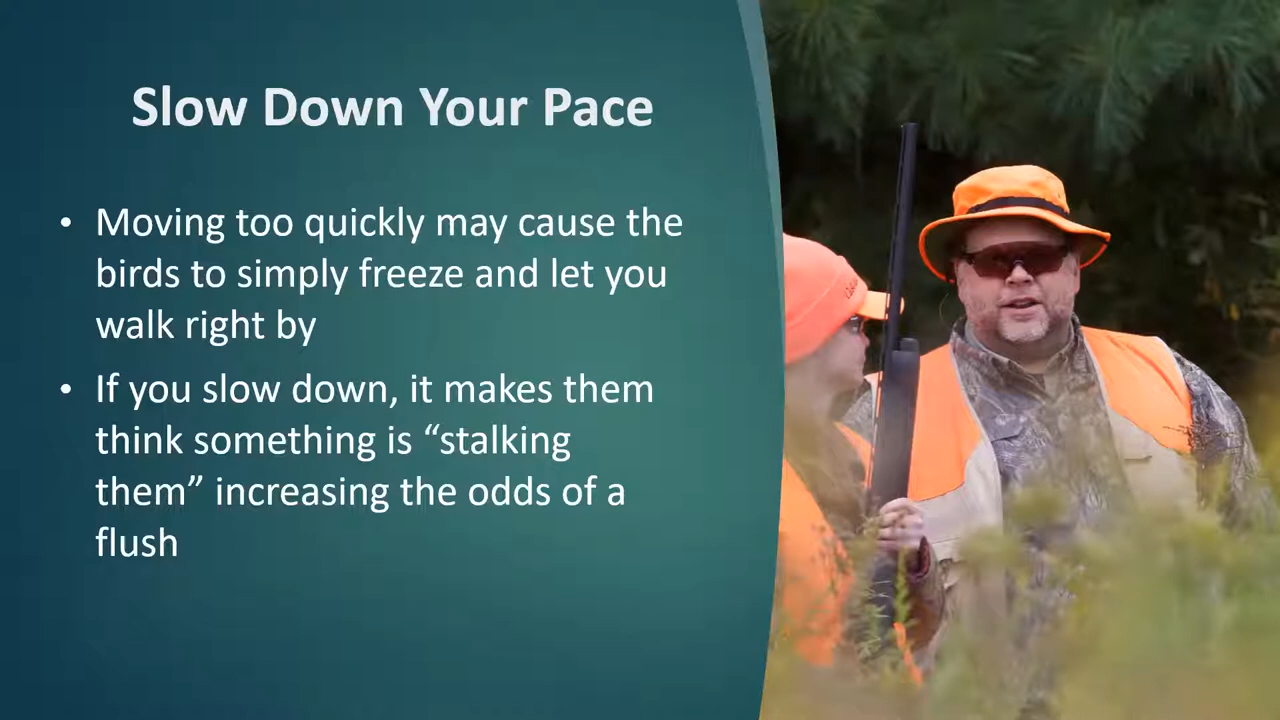 Slow Down Your Pace
• Moving too quickly may cause the
birds to simply freeze and let you
walk right by
• If you slow down, it makes them
think something is “stalking
them” increasing the odds of a
flush